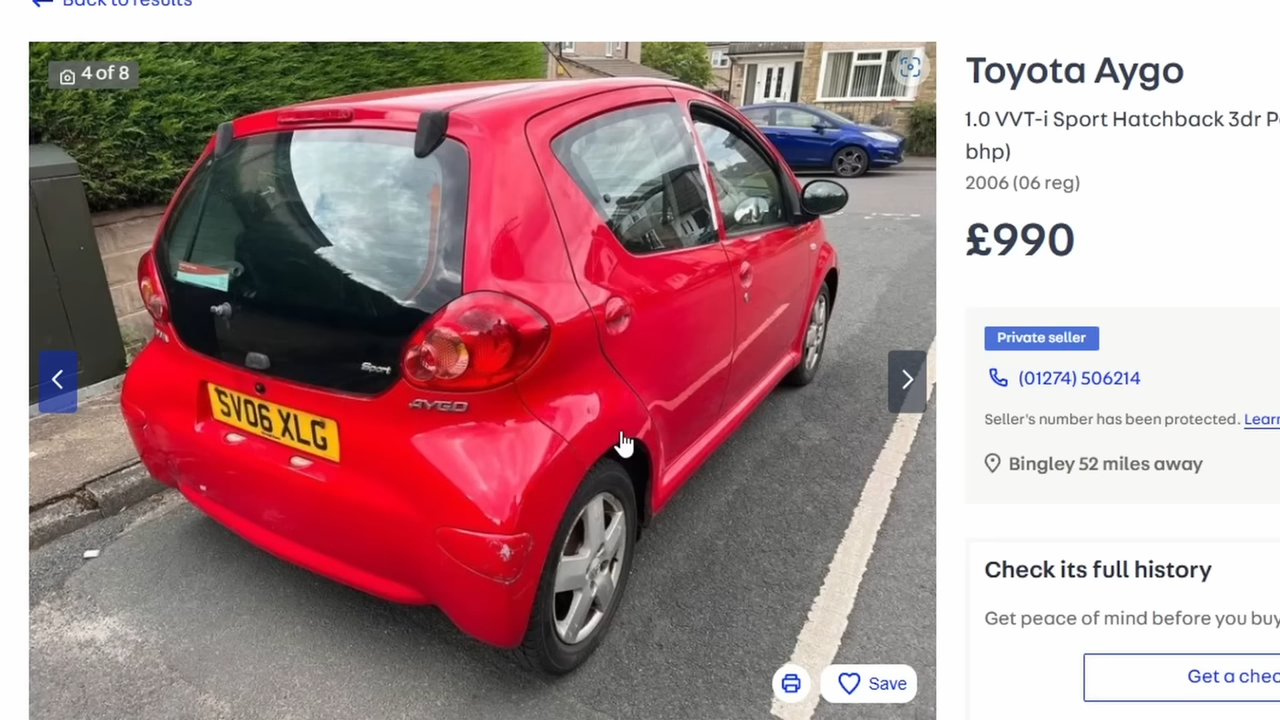 Back to results
4 of 8
Sport
AYGO
SV06 XLG
Save
Toyota Aygo
1.0 VVT-i Sport Hatchback 3dr P
bhp)
2006 (06 reg)
£990
Private seller
(01274) 506214
Seller's number has been protected. Lear
Bingley 52 miles away
Check its full history
Get peace of mind before you buy
Get a chec